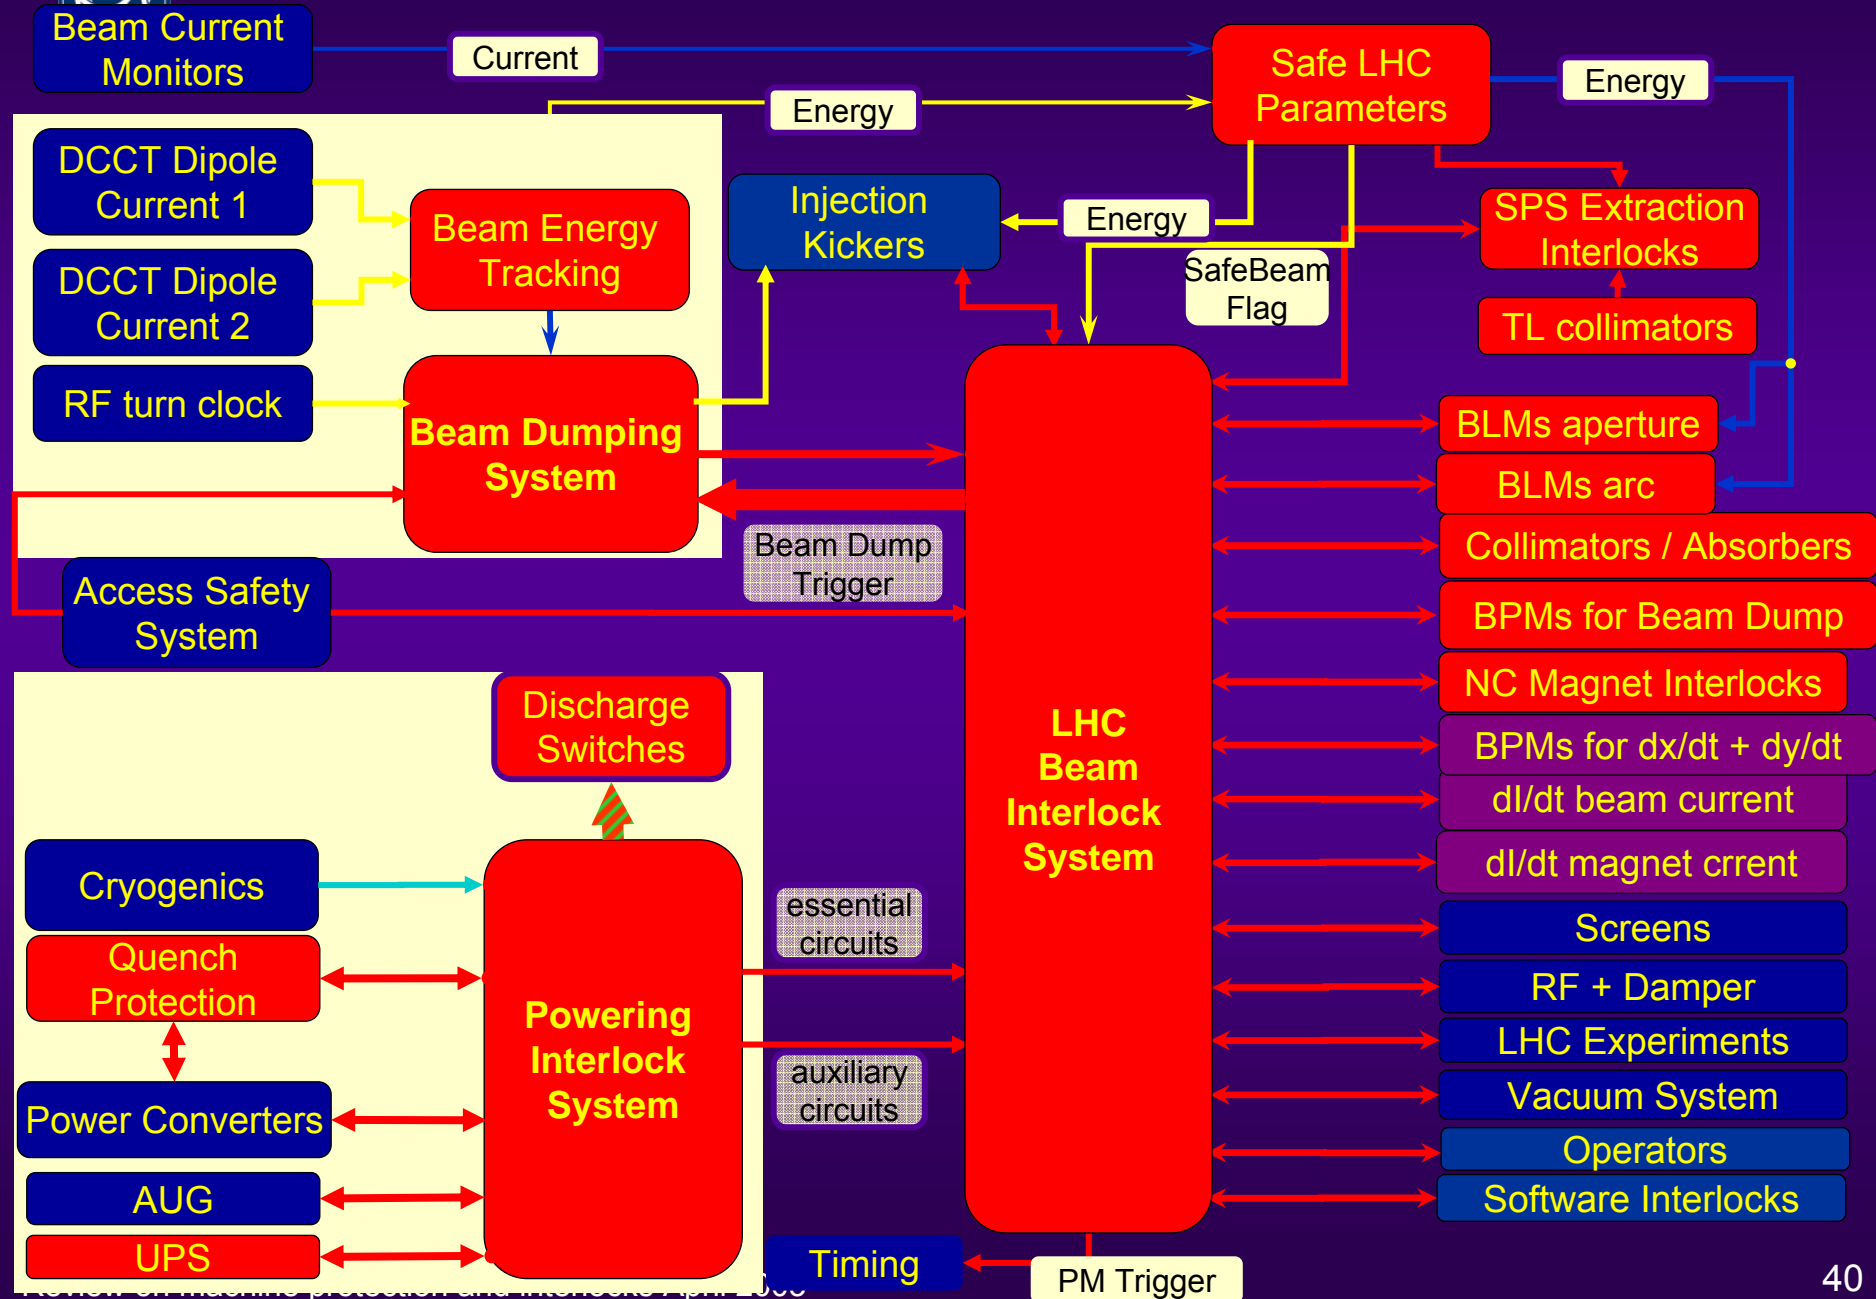 Beam Current
Monitors
Current
Safe LHC
Parameters
Energy
Energy
DCCT Dipole
Current 1
Beam Energy
Tracking
Injection
Kickers
Energy
SPS Extraction
Interlocks
DCCT Dipole
Current 2
SafeBeam
Flag
TL collimators
RF turn clock
Beam Dumping
System
BLMs aperture
BLMs arc
Beam Dump
Trigger
Collimators / Absorbers
Access Safety
System
BPMs for Beam Dump
NC Magnet Interlocks
Discharge
Switches
LHC
Beam
Interlock
System
BPMs for dx/dt + dy/dt
dI/dt beam current
dI/dt magnet crrent
Cryogenics
essential
circuits
Screens
Quench
Protection
RF + Damper
Powering
Interlock
System
LHC Experiments
auxiliary
circuits
Power Converters
Vacuum System
Operators
AUG
Software Interlocks
UPS
Timing
PM Trigger
40